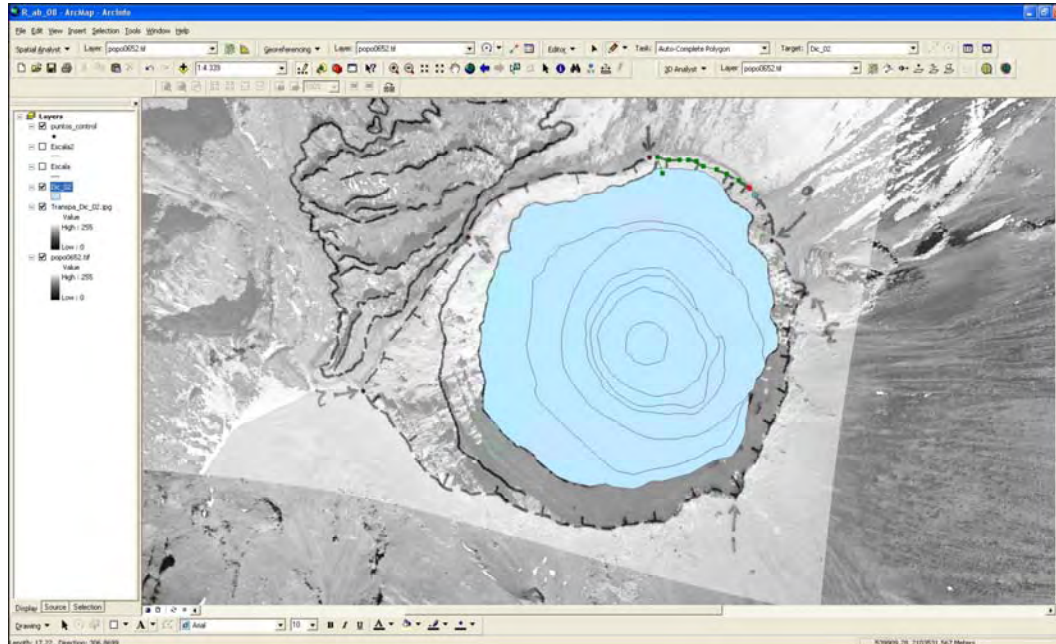 R_ab_08 - ArcMap - ArcInfo
File Edit View Insert Selection Tools Window Help
Spatial Analyst Layer: popo0652.tif Georeferencing Layer: popo0652.tif Editor Task: Auto-Complete Polygon Target: Dic_02
1:4.339 3D Analyst Layer: popo0652.tif
100%
Layers
puntos_control
Escala2
Escala
Dic_02
Transpa_Dic_02.jpg
Value
High : 255
Low : 0
popo0652.tif
Value
High : 255
Low : 0
Display Source Selection
Drawing A Arial 10 B I U A